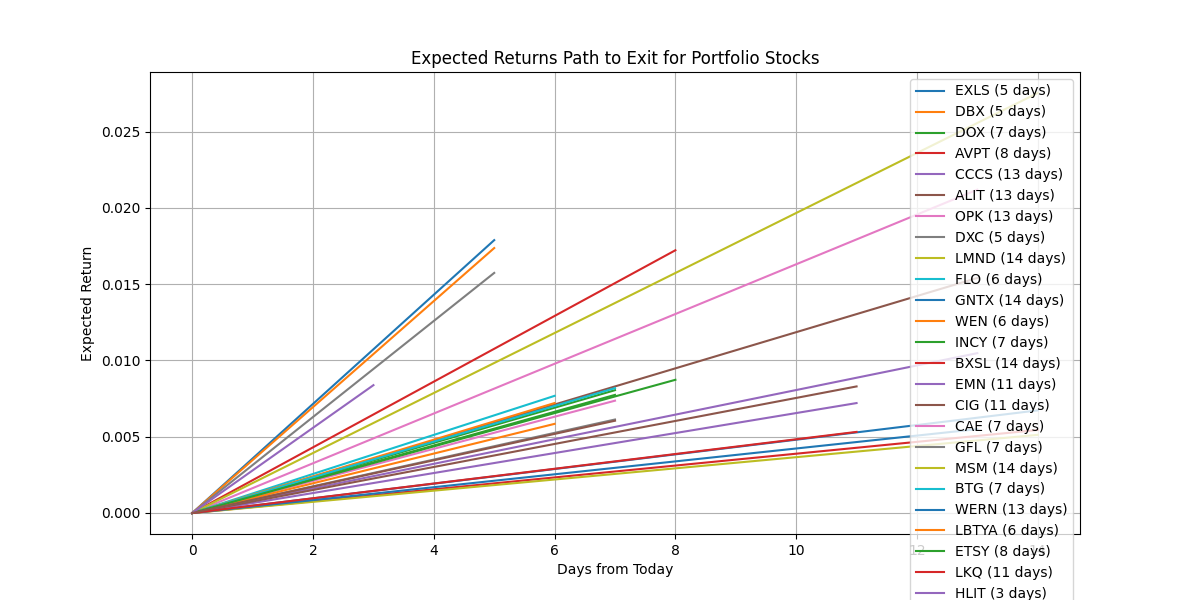 Expected Returns Path to Exit for Portfolio Stocks
Expected Return
0.025
0.020
0.015
0.010
0.005
0.000
0
2
4
6
8
10
12
Days from Today
EXLS (5 days)
DBX (5 days)
DOX (7 days)
AVPT (8 days)
CCCS (13 days)
ALIT (13 days)
OPK (13 days)
DXC (5 days)
LMND (14 days)
FLO (6 days)
GNTX (14 days)
WEN (6 days)
INCY (7 days)
BXSL (14 days)
EMN (11 days)
CIG (11 days)
CAE (7 days)
GFL (7 days)
MSM (14 days)
BTG (7 days)
WERN (13 days)
LBTYA (6 days)
ETSY (8 days)
LKQ (11 days)
HLIT (3 days)